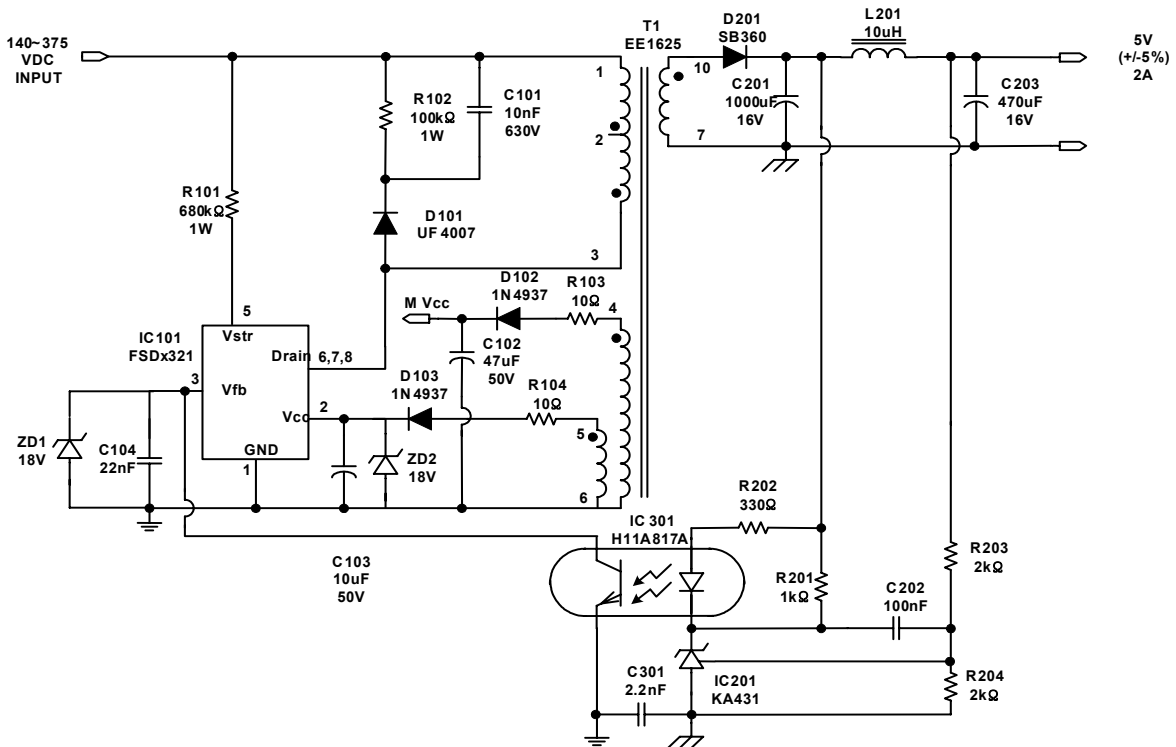 140~375
VDC
INPUT
R102
100kΩ
1W
C101
10nF
630V
R101
680kΩ
1W
D101
UF4007
T1
EE1625
1
2
3
10
7
D201
SB360
C201
1000uF
16V
L201
10uH
C203
470uF
16V
5V
(+/-5%)
2A
IC101
FSDx321
5
Vstr
Drain
6,7,8
3
Vfb
Vcc
2
GND
1
M Vcc
D102
1N4937
R103
10Ω
4
C102
47uF
50V
D103
1N4937
R104
10Ω
5
6
ZD1
18V
C104
22nF
ZD2
18V
C103
10uF
50V
IC301
H11A817A
R202
330Ω
R201
1kΩ
C202
100nF
R203
2kΩ
C301
2.2nF
IC201
KA431
R204
2kΩ